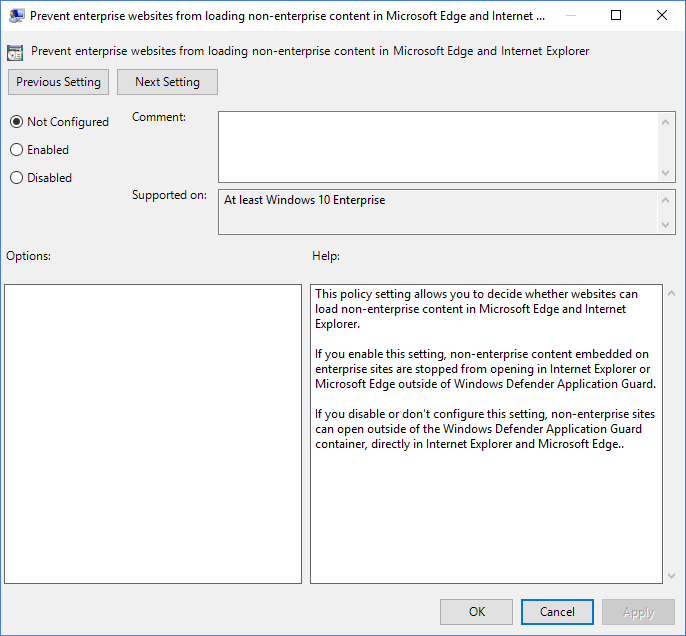 Prevent enterprise websites from loading non-enterprise content in Microsoft Edge and Internet ...
Prevent enterprise websites from loading non-enterprise content in Microsoft Edge and Internet Explorer
Previous Setting
Next Setting
Not Configured
Enabled
Disabled
Comment:
Supported on:
At least Windows 10 Enterprise
Options:
Help:
This policy setting allows you to decide whether websites can
load non-enterprise content in Microsoft Edge and Internet
Explorer.
If you enable this setting, non-enterprise content embedded on
enterprise sites are stopped from opening in Internet Explorer or
Microsoft Edge outside of Windows Defender Application Guard.
If you disable or don't configure this setting, non-enterprise sites
can open outside of the Windows Defender Application Guard
container, directly in Internet Explorer and Microsoft Edge..
OK
Cancel
Apply